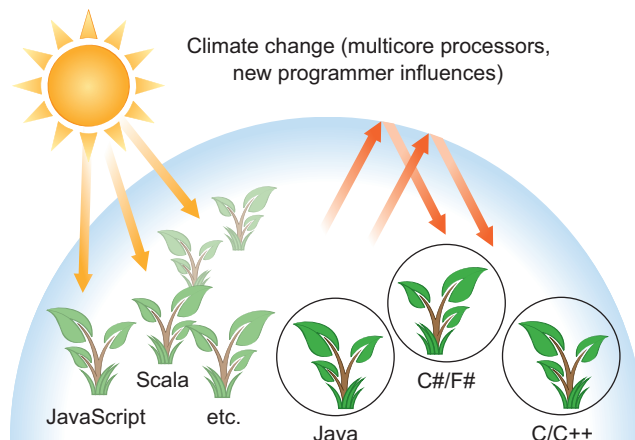 Climate change (multicore processors,
new programmer influences)
Scala
JavaScript
etc.
C#/F#
Java
C/C++